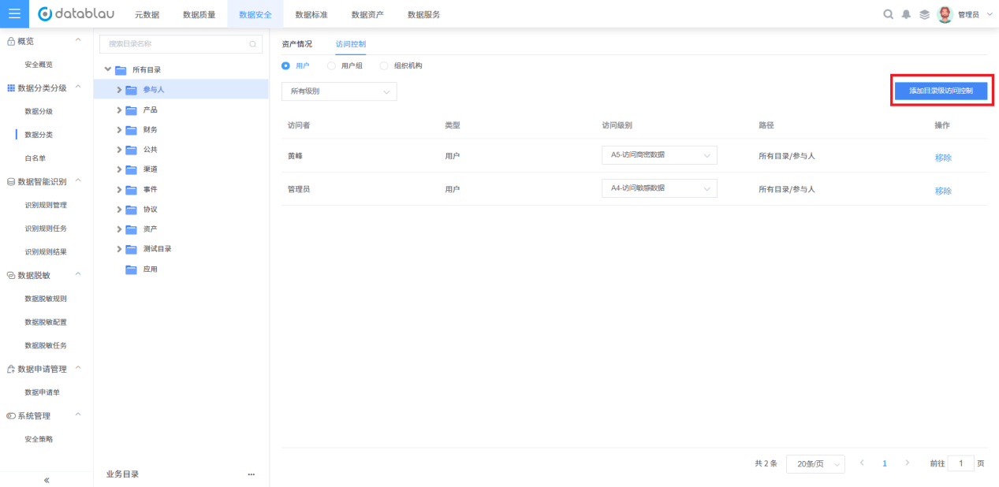 datablau 元数据 数据质量 数据安全 数据标准 数据资产 数据服务 管理员
概览
安全概览
数据分类分级
数据分级
数据分类
白名单
数据智能识别
识别规则管理
识别规则任务
识别规则结果
数据脱敏
数据脱敏规则
数据脱敏配置
数据脱敏任务
数据申请管理
数据申请单
系统管理
安全策略
«
搜索目录名称
所有目录
参与人
产品
财务
公共
渠道
事件
协议
资产
测试目录
应用
业务目录 ...
资产情况 访问控制
用户 用户组 组织机构
所有级别 添加目录级访问控制
访问者 类型 访问级别 路径 操作
黄峰 用户 A5-访问商密数据 所有目录/参与人 移除
管理员 用户 A4-访问敏感数据 所有目录/参与人 移除
共 2 条 20条/页 < 1 > 前往 1 页